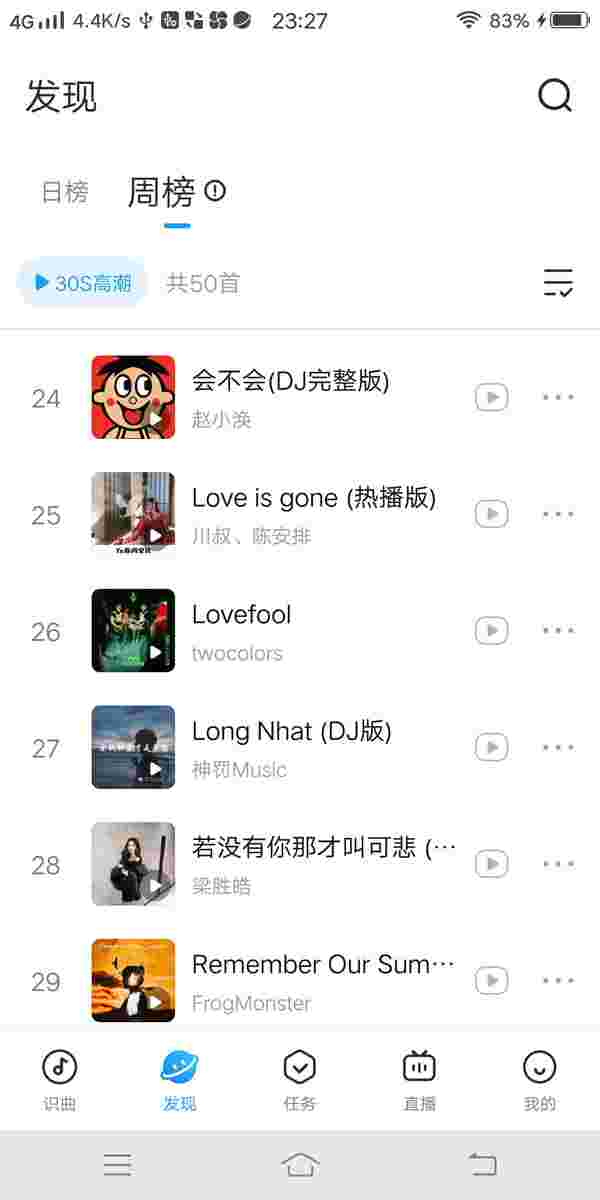 4G 4.4K/s 23:27 83%
发现
日榜 周榜
30S高潮 共50首
24 会不会(DJ完整版)
赵小涣
25 Love is gone (热播版)
川叔、陈安排
26 Lovefool
twocolors
27 Long Nhat (DJ版)
神罚Music
28 若没有你那才叫可悲 (…
梁胜皓
29 Remember Our Sum…
FrogMonster
识曲 发现 任务 直播 我的